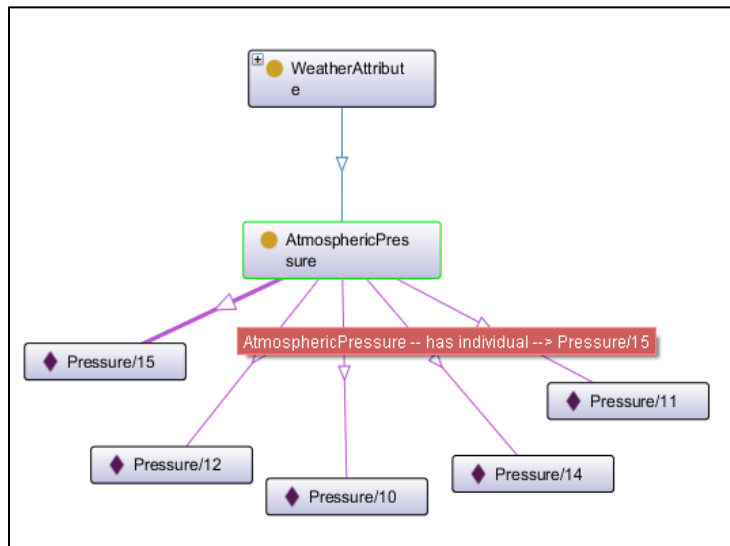 WeatherAttribut
e
AtmosphericPres
sure
AtmosphericPressure -- has individual --> Pressure/15
Pressure/15
Pressure/11
Pressure/12
Pressure/14
Pressure/10